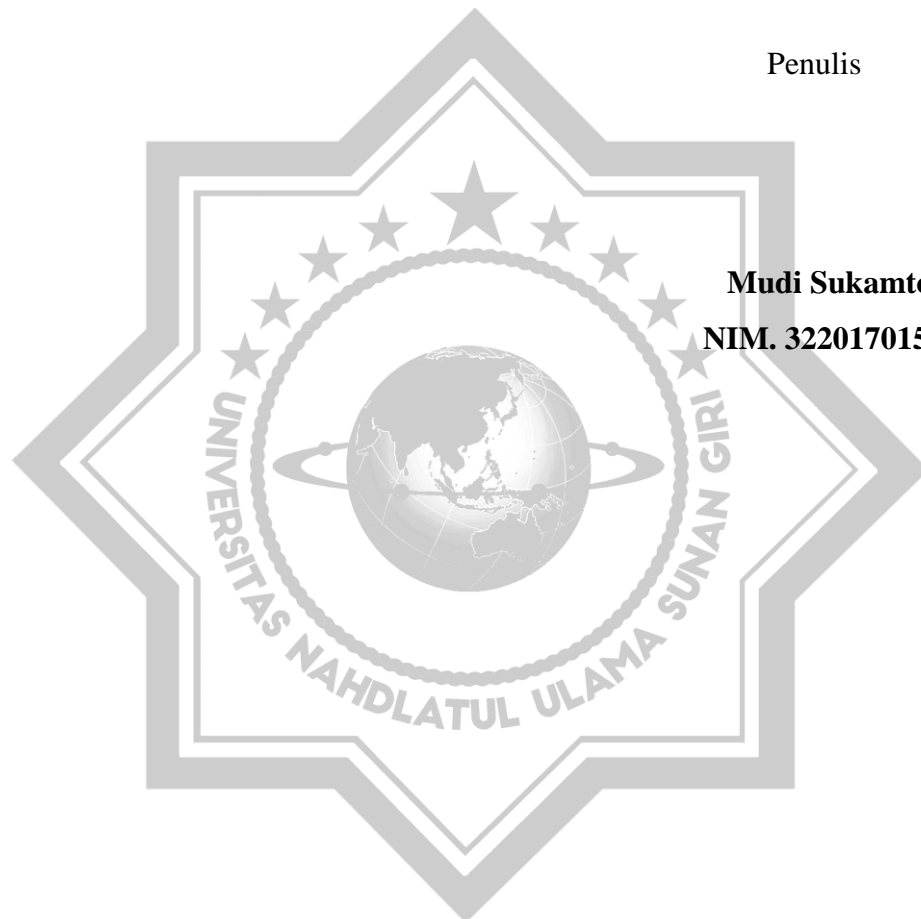 Penulis
Mudi Sukamto
NIM. 322017015
UNIVERSITAS NAHDLATUL ULAMA SUNAN GIRI